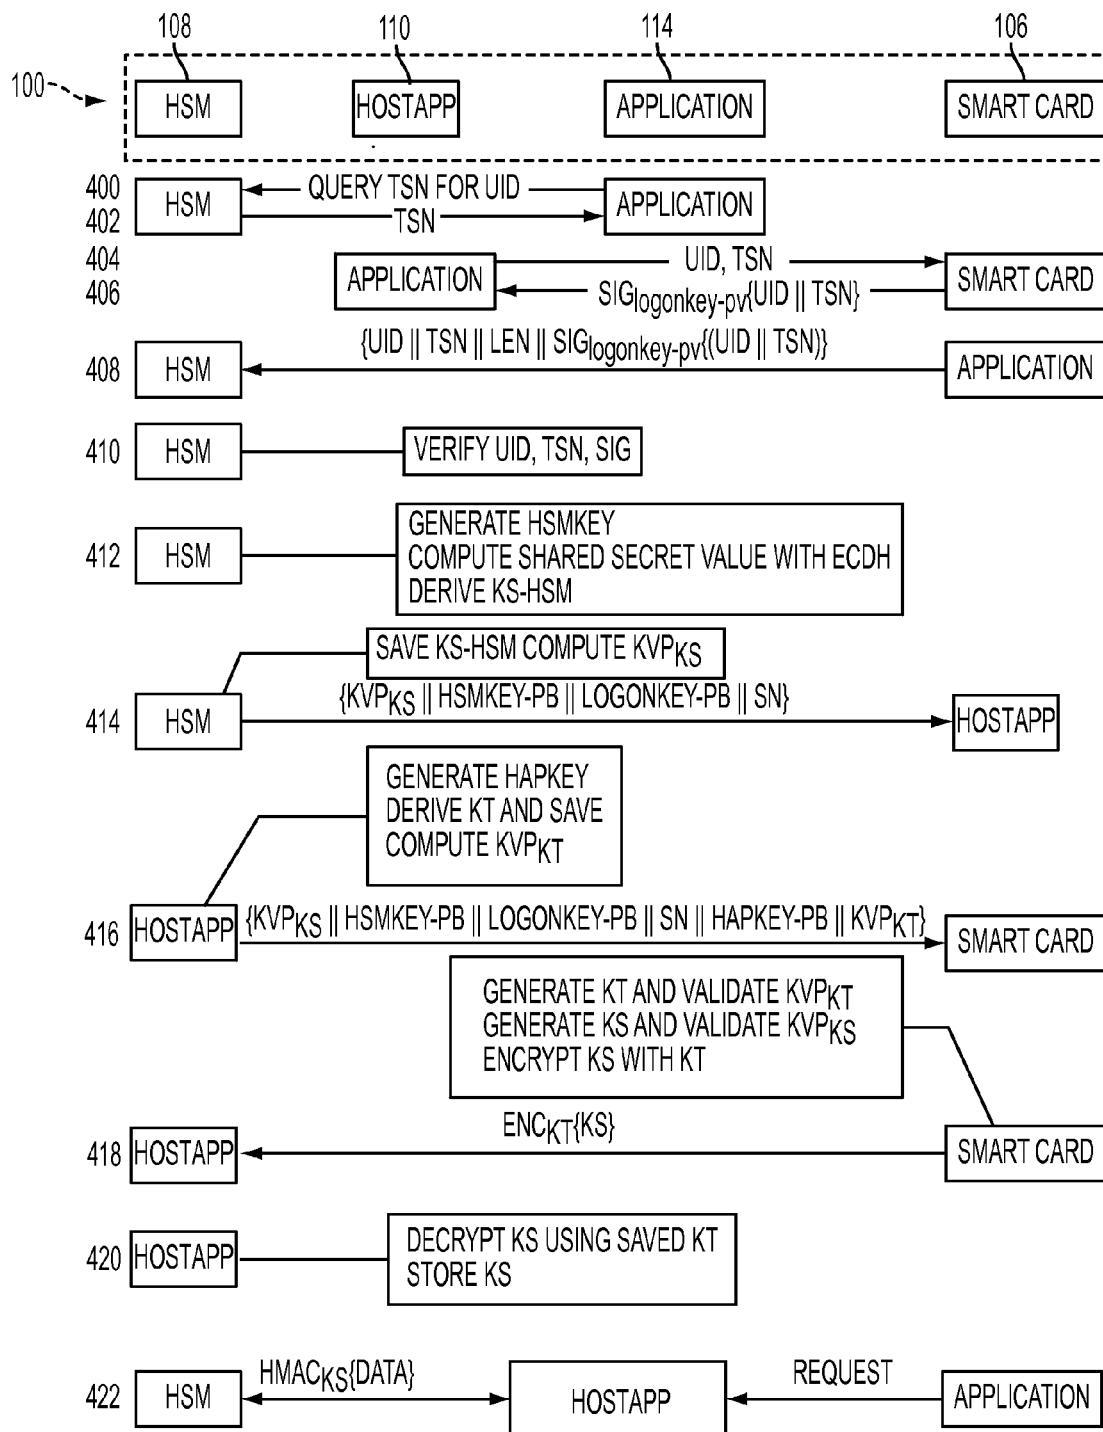 108
110
114
106
100
HSM
HOSTAPP
APPLICATION
SMART CARD
400
402
HSM
QUERY TSN FOR UID
TSN
APPLICATION
404
406
APPLICATION
UID, TSN
SIGlogonkey-pv{UID || TSN}
SMART CARD
{UID || TSN || LEN || SIGlogonkey-pv{(UID || TSN)}
408
HSM
APPLICATION
410
HSM
VERIFY UID, TSN, SIG
412
HSM
GENERATE HSMKEY
COMPUTE SHARED SECRET VALUE WITH ECDH
DERIVE KS-HSM
SAVE KS-HSM COMPUTE KVPKS
{KVPKS || HSMKEY-PB || LOGONKEY-PB || SN}
414
HSM
HOSTAPP
GENERATE HAPKEY
DERIVE KT AND SAVE
COMPUTE KVPKT
416
HOSTAPP
{KVPKS || HSMKEY-PB || LOGONKEY-PB || SN || HAPKEY-PB || KVPKT}
SMART CARD
GENERATE KT AND VALIDATE KVPKT
GENERATE KS AND VALIDATE KVPKS
ENCRYPT KS WITH KT
ENCKT{KS}
418
HOSTAPP
SMART CARD
420
HOSTAPP
DECRYPT KS USING SAVED KT
STORE KS
422
HSM
HMACKS{DATA}
HOSTAPP
REQUEST
APPLICATION